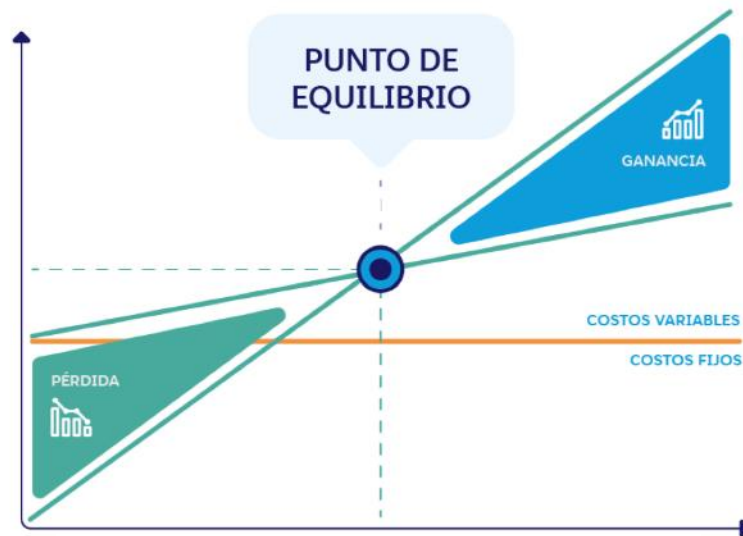 PUNTO DE
EQUILIBRIO
GANANCIA
COSTOS VARIABLES
COSTOS FIJOS
PÉRDIDA